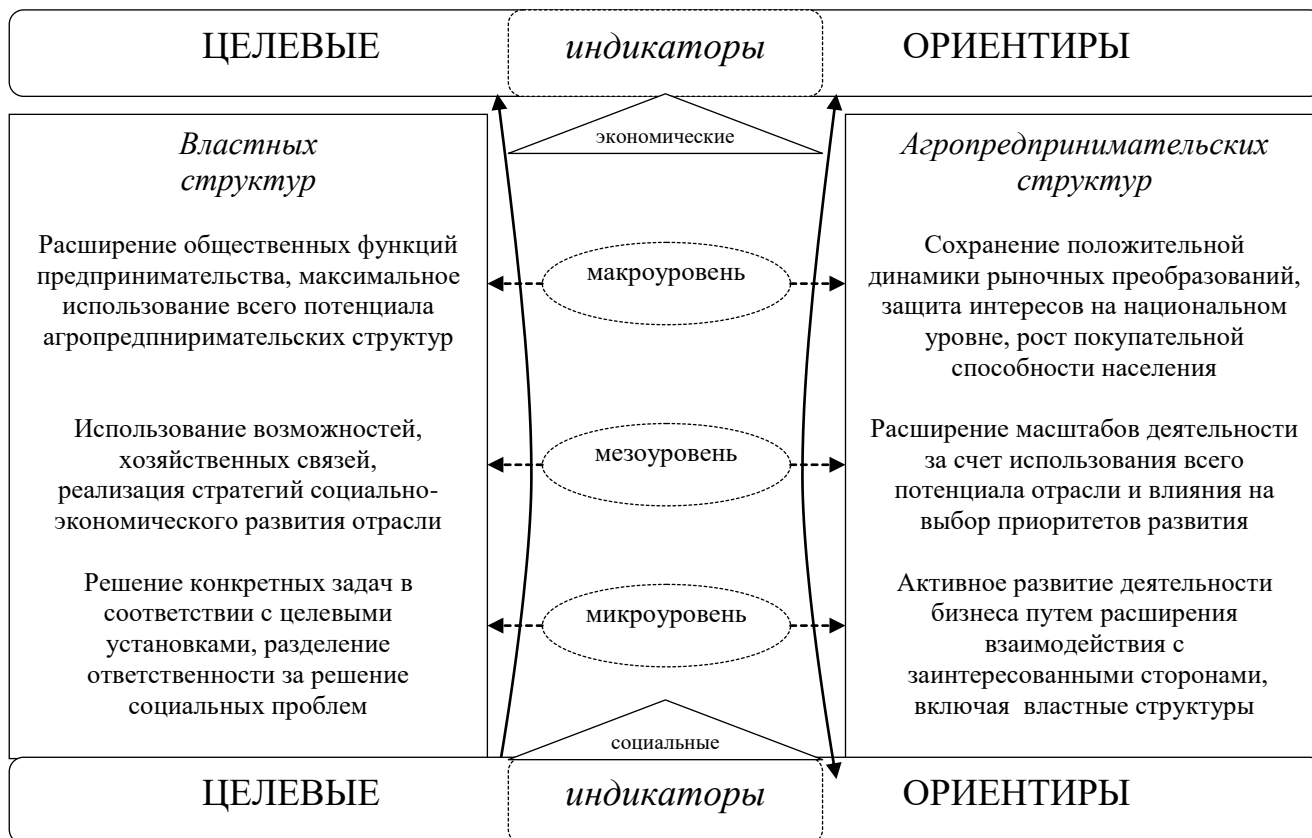 ЦЕЛЕВЫЕ индикаторы ОРИЕНТИРЫ
экономические
Властных
структур
Расширение общественных функций
предпринимательства, максимальное
использование всего потенциала
агропредпниримательских структур
Использование возможностей,
хозяйственных связей,
реализация стратегий социально-
экономического развития отрасли
Решение конкретных задач в
соответствии с целевыми
установками, разделение
ответственности за решение
социальных проблем
макроуровень
мезоуровень
микроуровень
Агропредпринимательских
структур
Сохранение положительной
динамики рыночных преобразований,
защита интересов на национальном
уровне, рост покупательной
способности населения
Расширение масштабов деятельности
за счет использования всего
потенциала отрасли и влияния на
выбор приоритетов развития
Активное развитие деятельности
бизнеса путем расширения
взаимодействия с
заинтересованными сторонами,
включая властные структуры
социальные
ЦЕЛЕВЫЕ индикаторы ОРИЕНТИРЫ